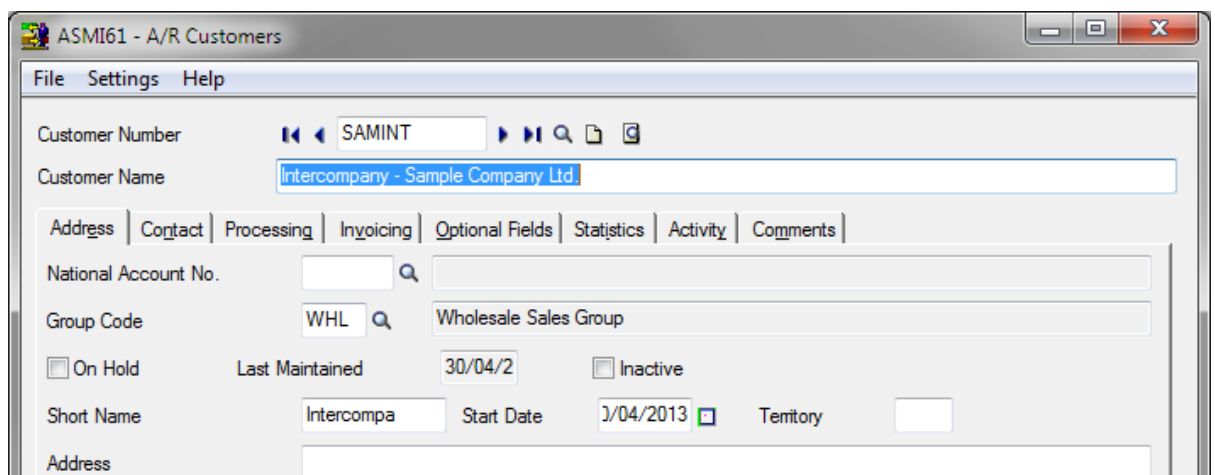 ASMI61 - A/R Customers
File Settings Help
Customer Number SAMINT
Customer Name Intercompany - Sample Company Ltd.
Address Contact Processing Invoicing Optional Fields Statistics Activity Comments
National Account No.
Group Code WHL Wholesale Sales Group
On Hold Last Maintained 30/04/2 Inactive
Short Name Intercompa Start Date 0/04/2013 Territory
Address